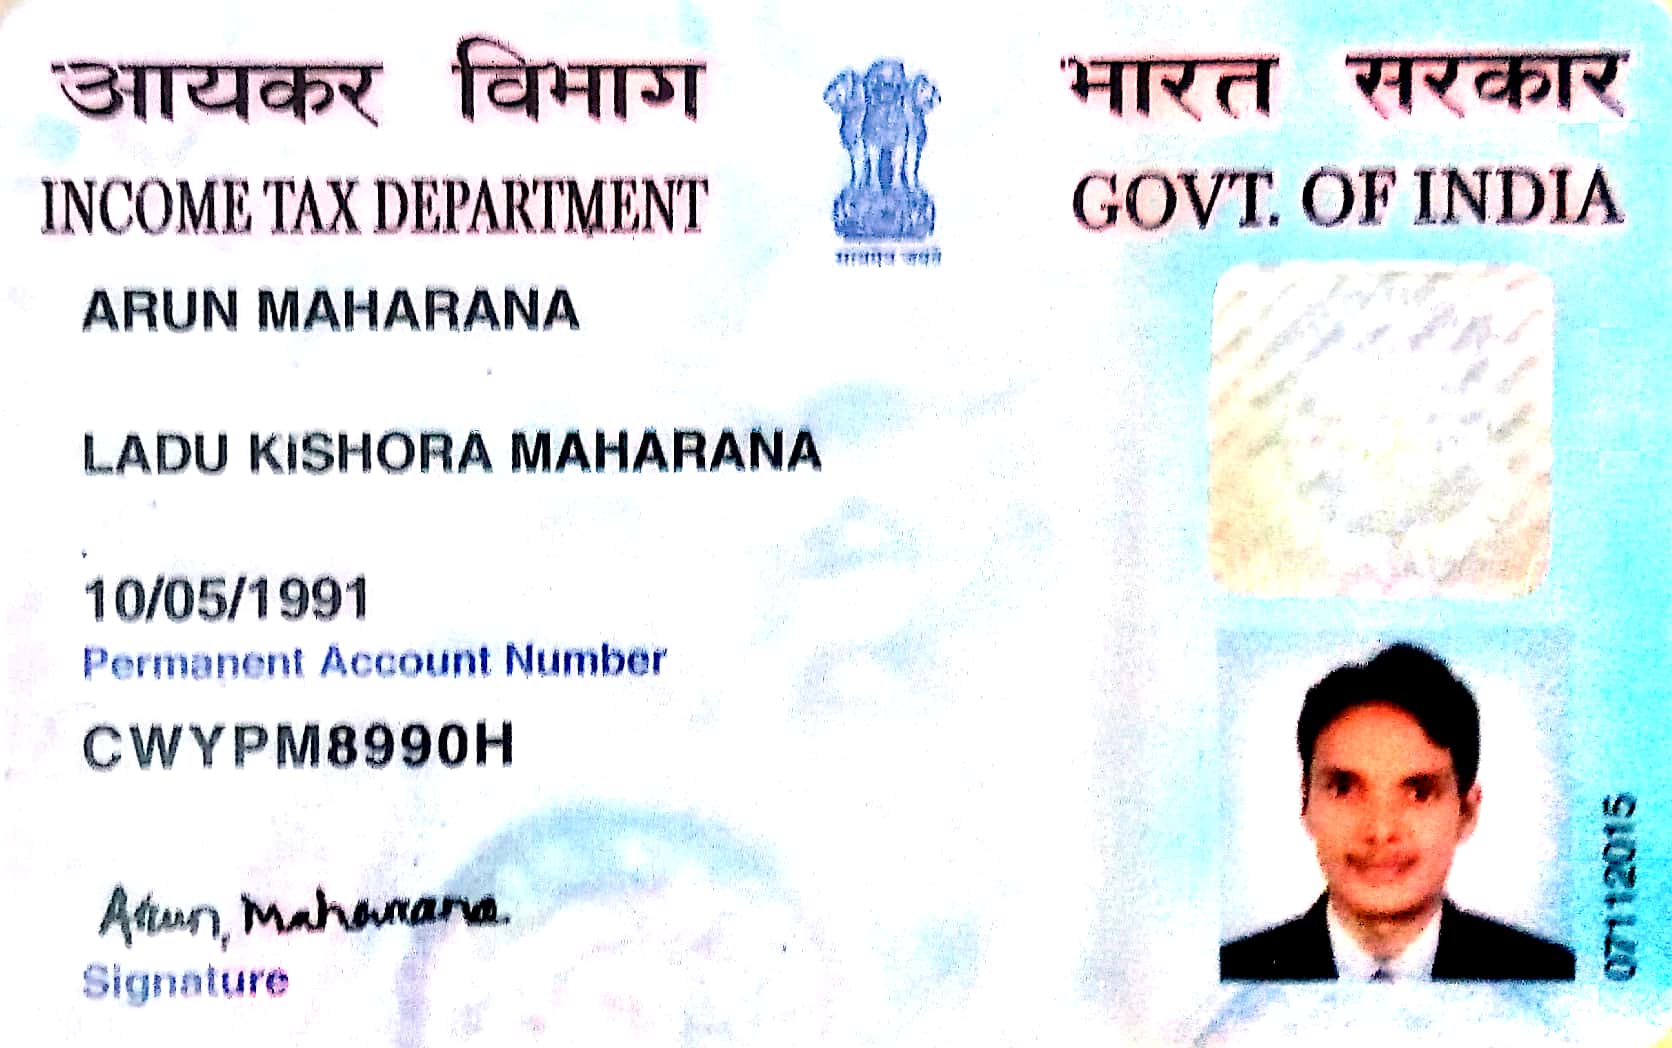 आयकर विभाग
भारत सरकार
INCOME TAX DEPARTMENT
GOVT. OF INDIA
सत्यमेव जयते
ARUN MAHARANA
LADU KISHORA MAHARANA
10/05/1991
Permanent Account Number
CWYPM8990H
Arun, Maharana.
Signature
07112015